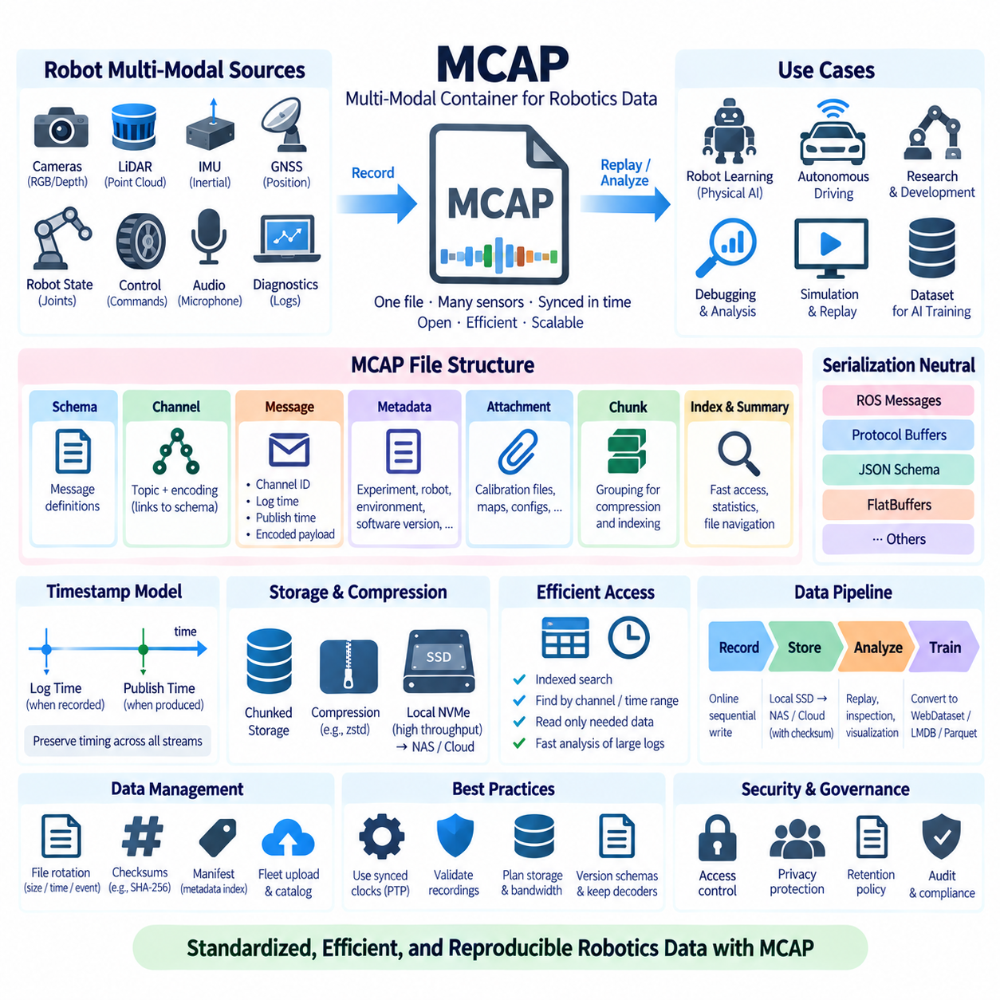 MCAP
Multi-Modal Container for Robotics Data
Robot Multi-Modal Sources
Cameras
(RGB/Depth)
LiDAR
(Point Cloud)
IMU
(Inertial)
GNSS
(Position)
Robot State
(Joints)
Control
(Commands)
Audio
(Microphone)
Diagnostics
(Logs)
Record
MCAP
Replay /
Analyze
One file · Many sensors · Synced in time
Open · Efficient · Scalable
Use Cases
Robot Learning
(Physical AI)
Autonomous
Driving
Research
& Development
Debugging
& Analysis
Simulation
& Replay
Dataset
for AI Training
MCAP File Structure
Schema
Message
definitions
Channel
Topic + encoding
(links to schema)
Message
• Channel ID
• Log time
• Publish time
• Encoded payload
Metadata
Experiment, robot,
environment,
software version, ...
Attachment
Calibration files,
maps, configs, ...
Chunk
Grouping for
compression
and indexing
Index & Summary
Fast access,
statistics,
file navigation
Serialization Neutral
ROS Messages
Protocol Buffers
JSON Schema
FlatBuffers
··· Others
Timestamp Model
time
Log Time
(when recorded)
Publish Time
(when produced)
Preserve timing across all streams
Storage & Compression
Chunked
Storage
Compression
(e.g., zstd)
SSD
Local NVMe
(high throughput)
→ NAS / Cloud
Efficient Access
Indexed search
Find by channel / time range
Read only needed data
Fast analysis of large logs
Data Pipeline
Record
Store
Analyze
Train
Online
sequential
write
Local SSD →
NAS / Cloud
(with checksum)
Replay,
inspection,
visualization
Convert to
WebDataset /
LMDB / Parquet
Data Management
File rotation
(size / time / event)
Checksums
(e.g., SHA-256)
Manifest
(metadata index)
Fleet upload
& catalog
Best Practices
Use synced
clocks (PTP)
Validate
recordings
Plan storage
& bandwidth
Version schemas
& keep decoders
Security & Governance
Access
control
Privacy
protection
Retention
policy
Audit
& compliance
Standardized, Efficient, and Reproducible Robotics Data with MCAP